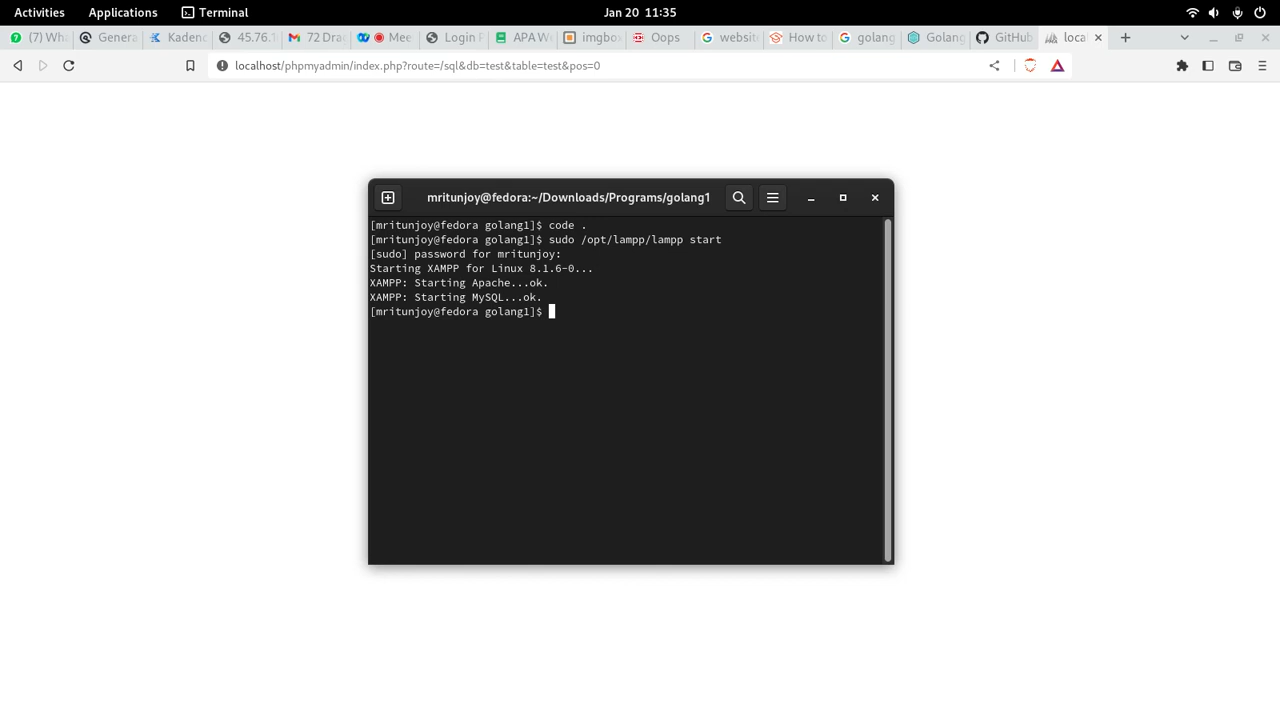 Activities Applications Terminal Jan 20 11:35
(7) Wha Genera Kadenc 45.76.1 72 Drac Mee Login P APA W imgbox Oops website How to golang Golang GitHub loca
localhost/phpmyadmin/index.php?route=/sql&db=test&table=test&pos=0
mritunjoy@fedora:~/Downloads/Programs/golang1
[mritunjoy@fedora golang1]$ code .
[mritunjoy@fedora golang1]$ sudo /opt/lampp/lampp start
[sudo] password for mritunjoy:
Starting XAMPP for Linux 8.1.6-0...
XAMPP: Starting Apache...ok.
XAMPP: Starting MySQL...ok.
[mritunjoy@fedora golang1]$